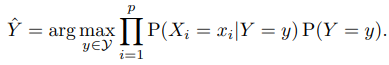 Ŷ = arg max_{y∈𝒴} ∏_{i=1}^{p} P(X_i = x_i|Y = y) P(Y = y).